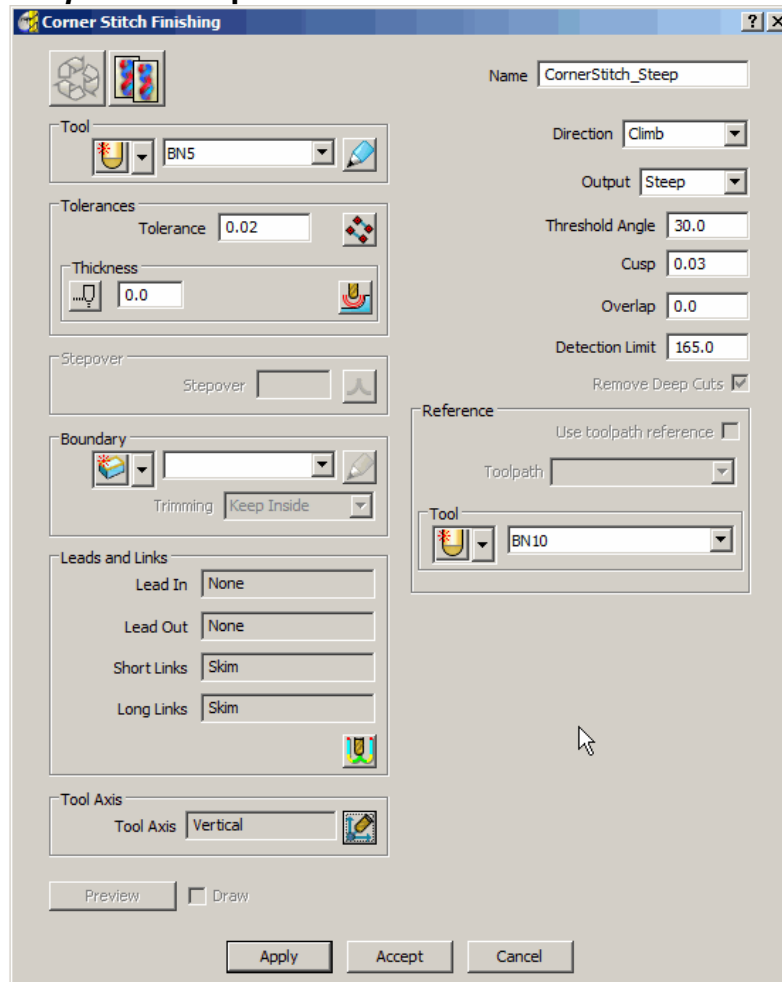 Corner Stitch Finishing
Name CornerStitch_Steep
Tool
BN5
Tolerances
Tolerance 0.02
Thickness
0.0
Stepover
Stepover
Boundary
Trimming Keep Inside
Leads and Links
Lead In None
Lead Out None
Short Links Skim
Long Links Skim
Tool Axis
Tool Axis Vertical
Preview Draw
Direction Climb
Output Steep
Threshold Angle 30.0
Cusp 0.03
Overlap 0.0
Detection Limit 165.0
Remove Deep Cuts
Reference
Use toolpath reference
Toolpath
Tool
BN10
Apply Accept Cancel